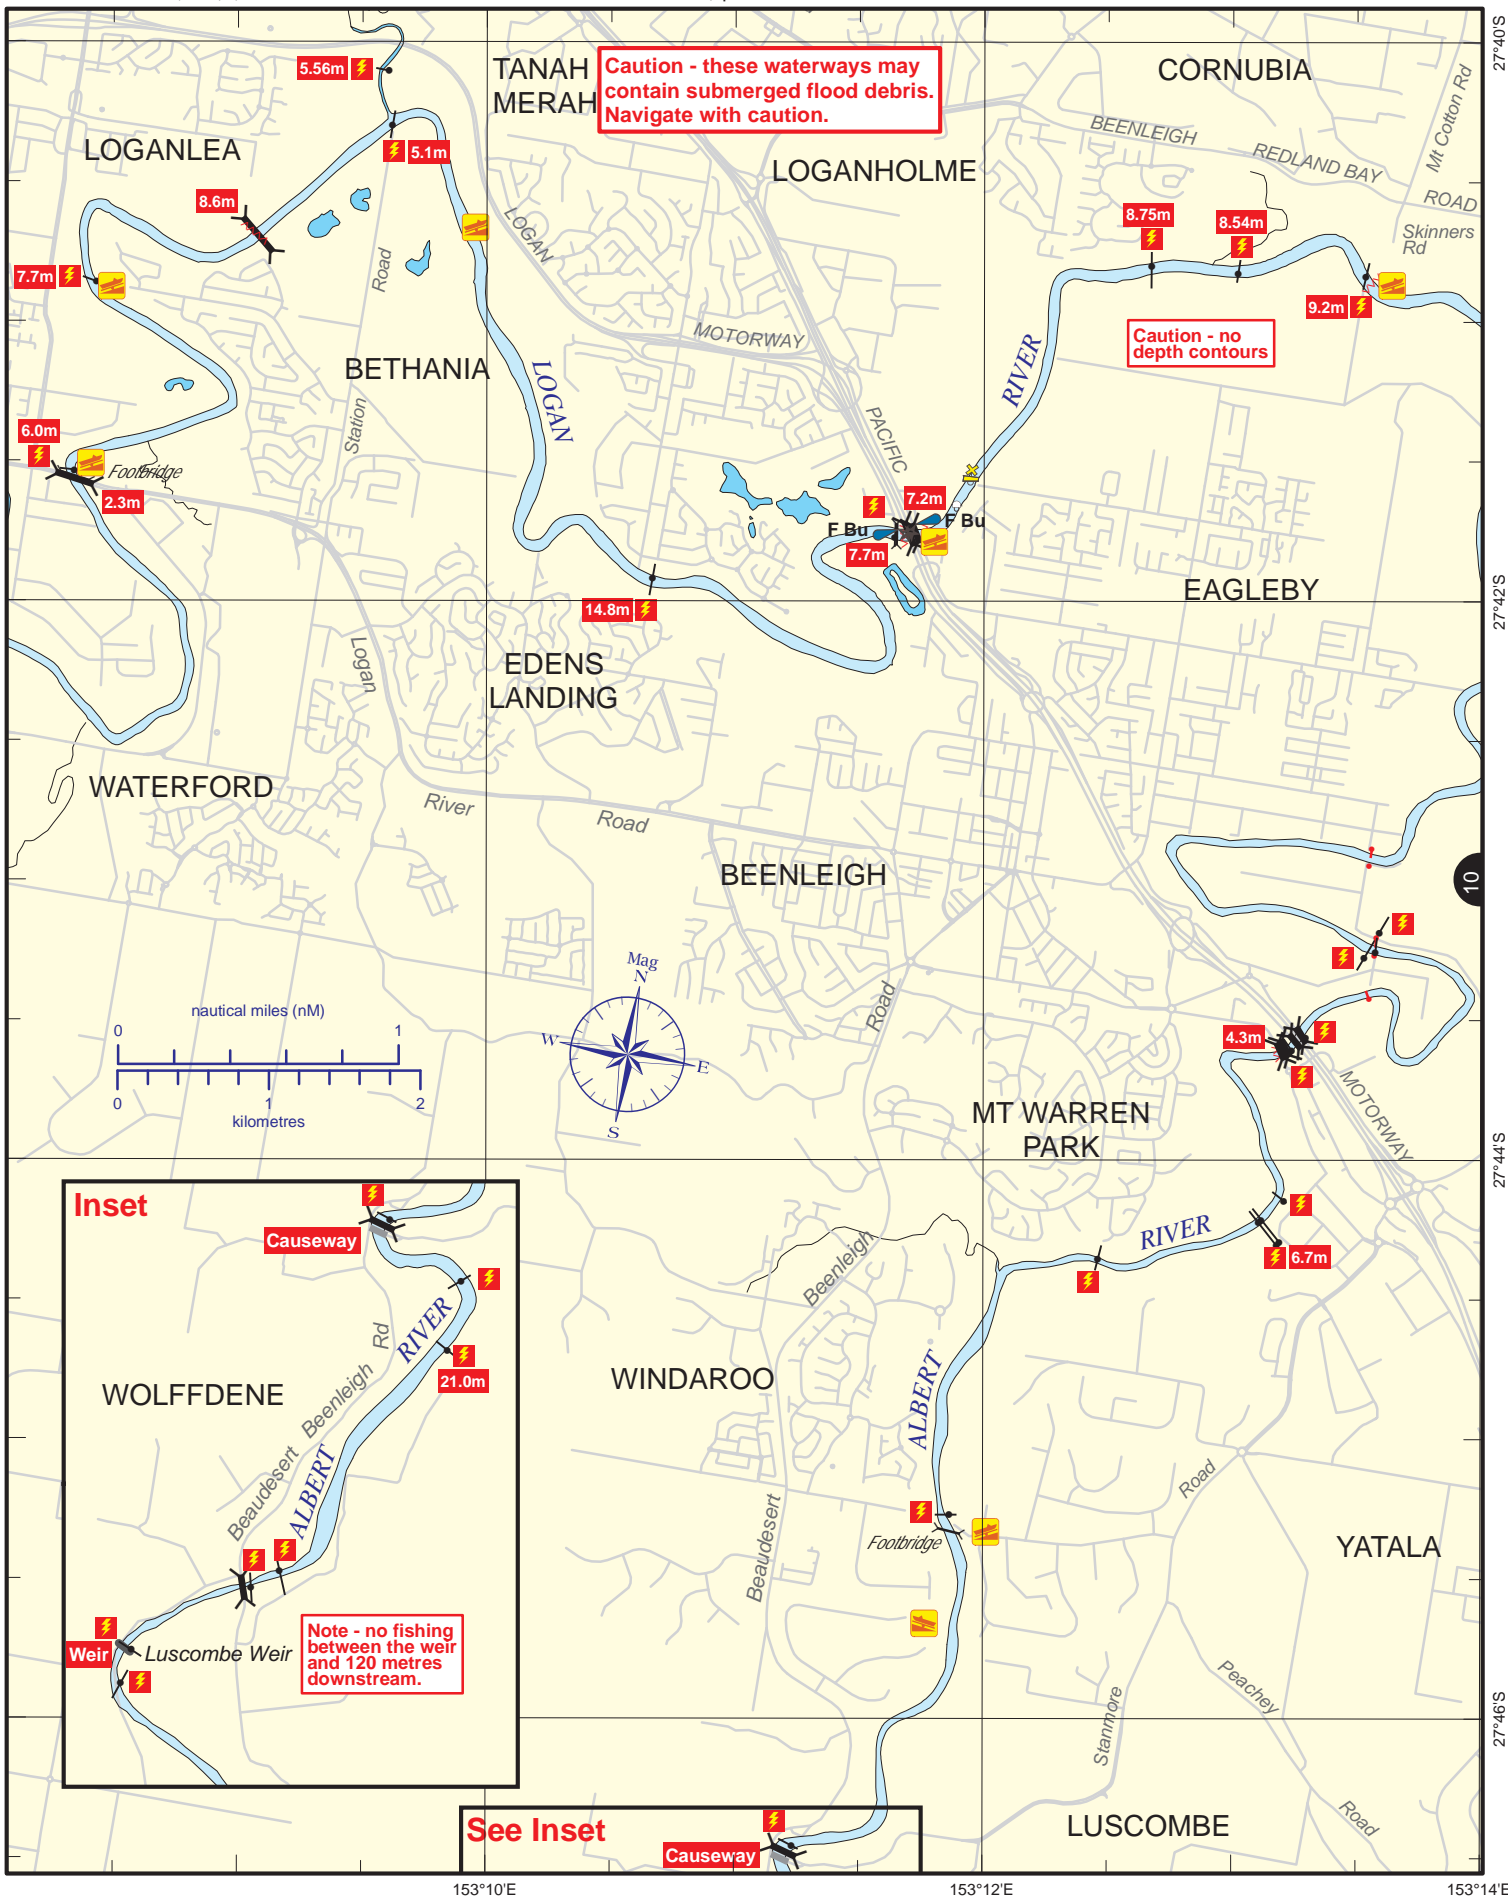 27°40'S
TANAH
MERAH
Caution - these waterways may
contain submerged flood debris.
Navigate with caution.
CORNUBIA
Mt Cotton Rd
5.56m
5.1m
LOGANLEA
LOGANHOLME
BEENLEIGH
REDLAND BAY
ROAD
Skinners
Rd
8.6m
LOGAN
MOTORWAY
Road
7.7m
8.75m
8.54m
9.2m
Caution - no
depth contours
BETHANIA
LOGAN
RIVER
PACIFIC
Station
6.0m
Footbridge
2.3m
7.2m
F Bu
F Bu
7.7m
EAGLEBY
27°42'S
14.8m
EDENS
LANDING
Logan
WATERFORD
River
Road
BEENLEIGH
10
Mag
N
W
E
S
nautical miles (nM)
0
1
0
1
2
kilometres
Road
4.3m
MOTORWAY
MT WARREN
PARK
27°44'S
Inset
Causeway
RIVER
6.7m
Beenleigh
Rd
RIVER
21.0m
WOLFFDENE
Beenleigh
WINDAROO
ALBERT
Beaudesert
ALBERT
Road
Beaudesert
Footbridge
YATALA
Note - no fishing
between the weir
and 120 metres
downstream.
Weir
Luscombe Weir
Peachey
Stanmore
27°46'S
Road
See Inset
Causeway
LUSCOMBE
153°10'E
153°12'E
153°14'E